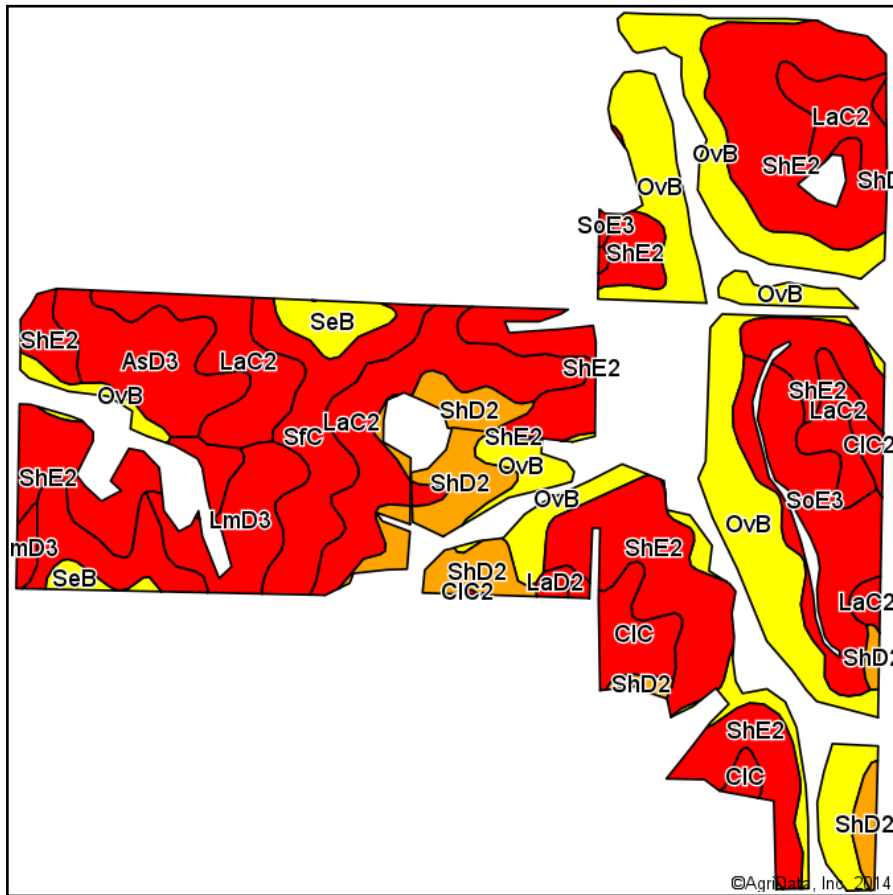 LaC2
OvB
ShE2
ShD
OvB
SoE3
ShE2
OvB
SeB
ShE2
AsD3
LaC2
ShE2
OvB
ShD2
ShE2
LaC2
LaC2
SfC
ShE2
ClC2
OvB
ShE2
ShD2
OvB
SoE3
LmD3
OvB
mD3
ShE2
SeB
ShD2
LaD2
ClC2
LaC2
ClC
ShD2
ShD2
ShE2
ClC
ShD2
©AgriData, Inc. 2014